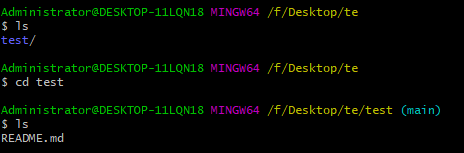 Administrator@DESKTOP-11LQN18 MINGW64 /f/Desktop/te
$ ls
test/
Administrator@DESKTOP-11LQN18 MINGW64 /f/Desktop/te
$ cd test
Administrator@DESKTOP-11LQN18 MINGW64 /f/Desktop/te/test (main)
$ ls
README.md